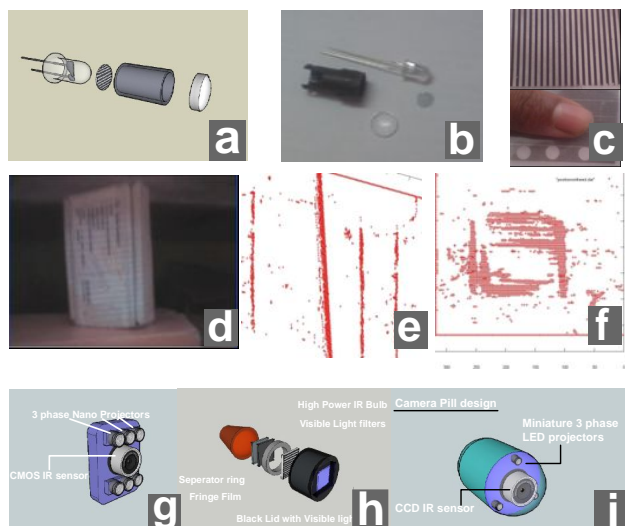 a
b
c
d
e
f
3 phase Nano Projectors
CMOS IR sensor
g
High Power IR Bulb
Visible Light filters
Seperator ring
Fringe Film
Black Lid with Visible ligh
h
Camera Pill design
Miniature 3 phase
LED projectors
CCD IR sensor
i